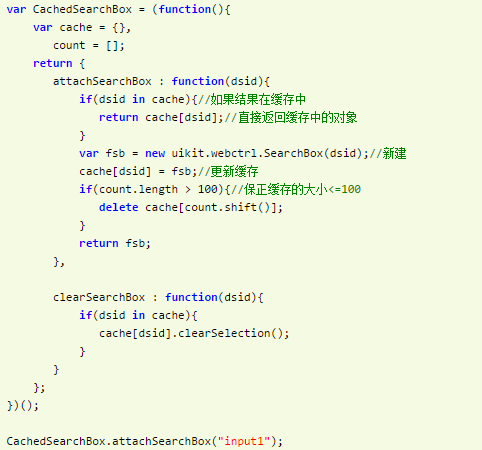 var CachedSearchBox = (function(){
    var cache = {},
       count = [];
    return {
       attachSearchBox : function(dsid){
           if(dsid in cache){//如果结果在缓存中
              return cache[dsid];//直接返回缓存中的对象
           }
           var fsb = new uikit.webctrl.SearchBox(dsid);//新建
           cache[dsid] = fsb;//更新缓存
           if(count.length > 100){//保正缓存的大小<=100
              delete cache[count.shift()];
           }
           return fsb;
       },

       clearSearchBox : function(dsid){
           if(dsid in cache){
              cache[dsid].clearSelection();
           }
       }
    };
})();

CachedSearchBox.attachSearchBox("input1");